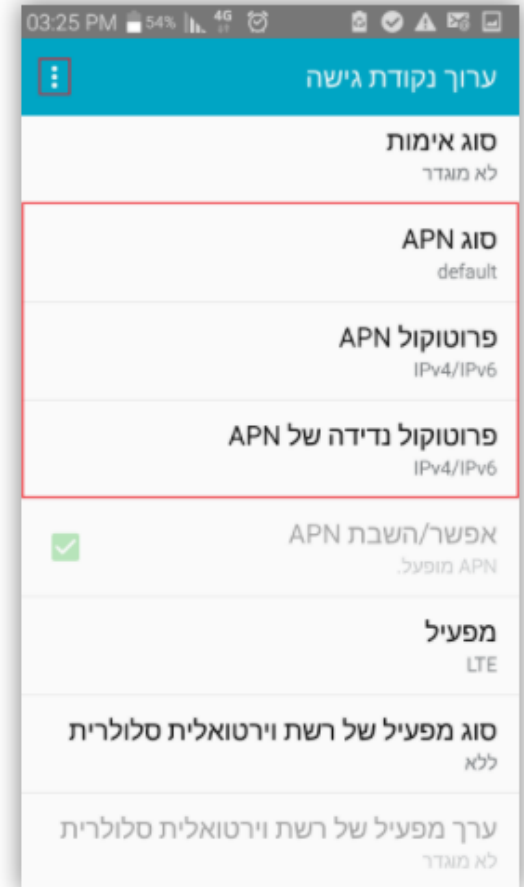 03:25 PM 54% 4G
ערוך נקודת גישה
סוג אימות
לא מוגדר
סוג APN
default
פרוטוקול APN
IPv4/IPv6
פרוטוקול נדידה של APN
IPv4/IPv6
אפשר/השבת APN
APN מופעל.
מפעיל
LTE
סוג מפעיל של רשת וירטואלית סלולרית
ללא
ערך מפעיל של רשת וירטואלית סלולרית
לא מוגדר